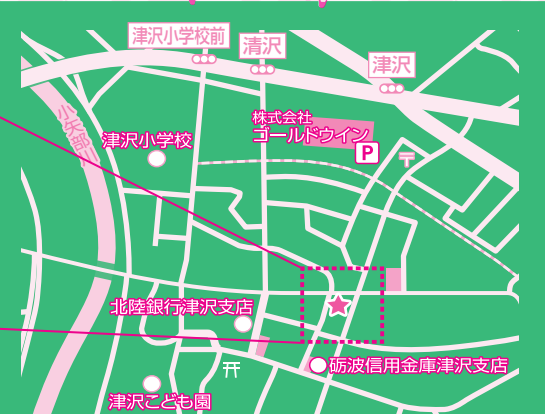 津沢小学校前
清沢
津沢
小矢部川
株式会社
ゴールドウイン
P
津沢小学校
北陸銀行津沢支店
砺波信用金庫津沢支店
津沢こども園